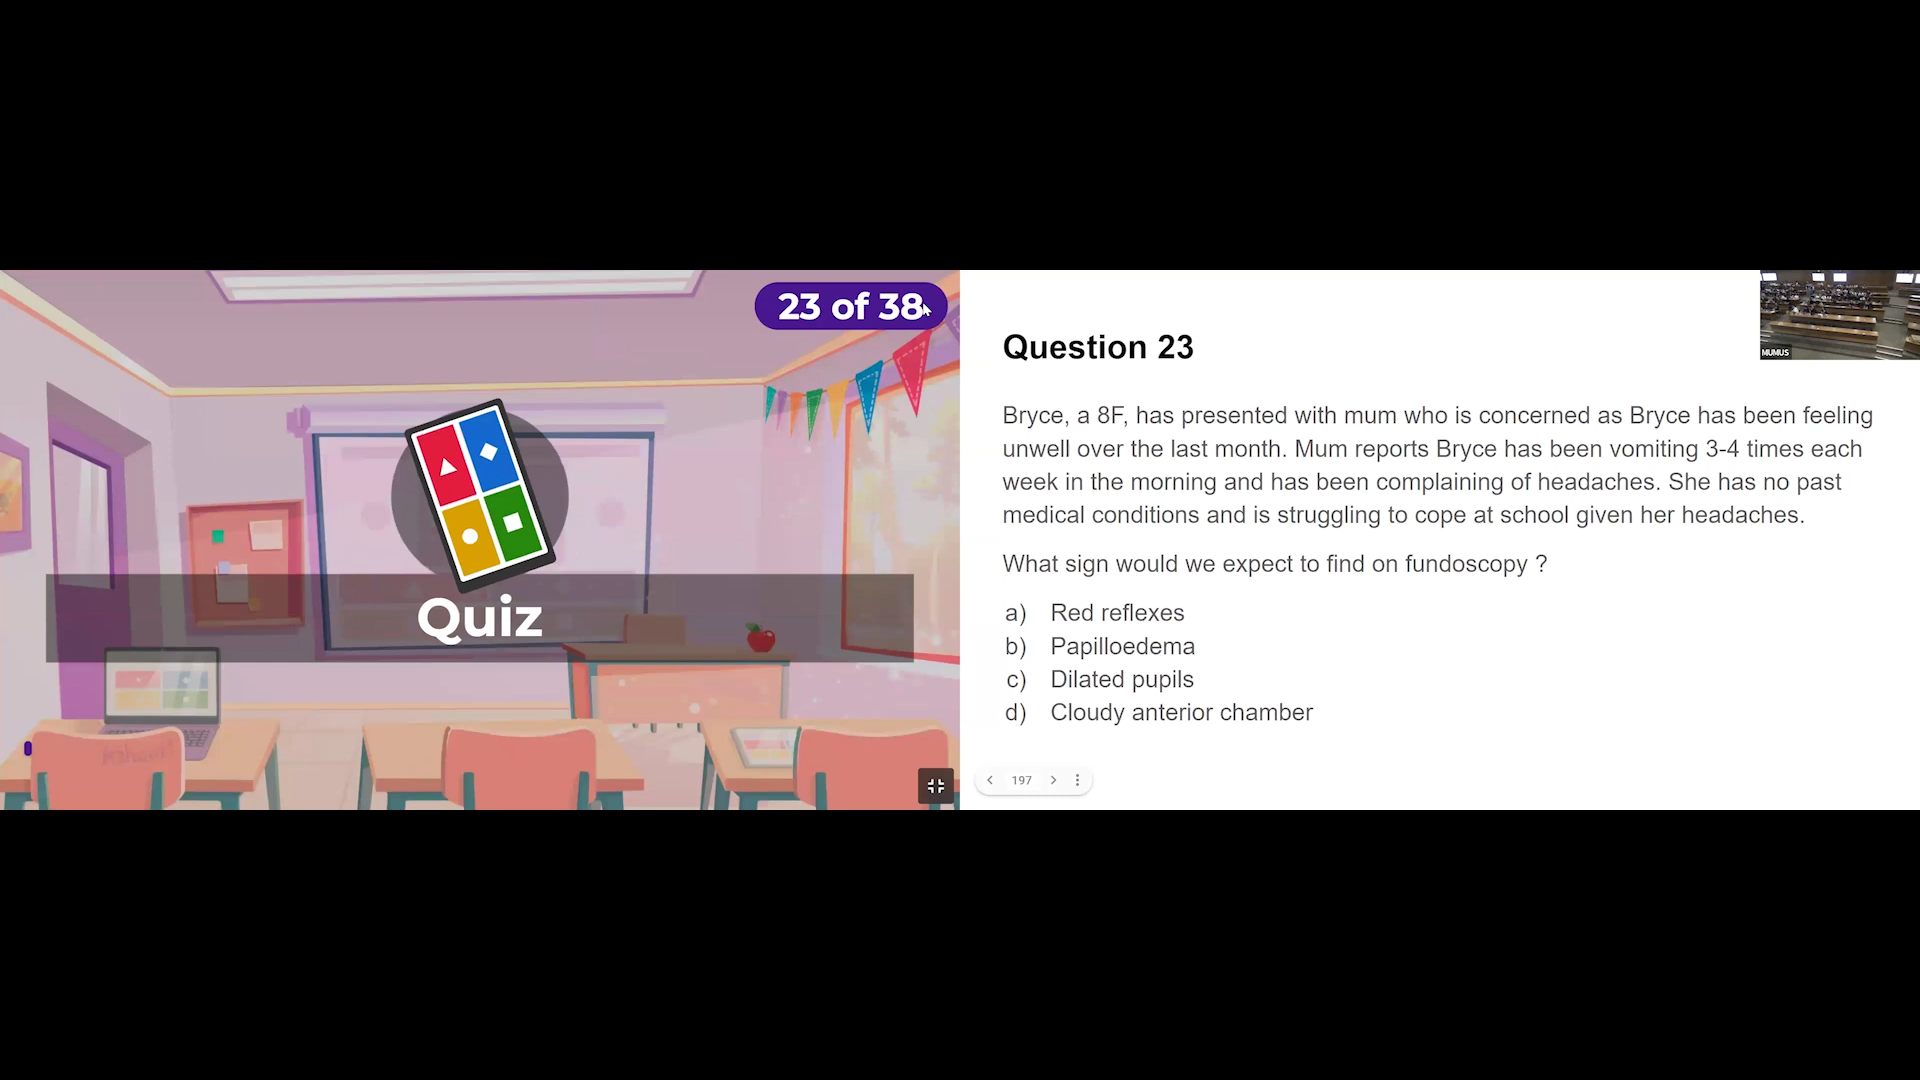 23 of 38
Quiz
Kahoot!
Question 23
MUMUS
Bryce, a 8F, has presented with mum who is concerned as Bryce has been feeling
unwell over the last month. Mum reports Bryce has been vomiting 3-4 times each
week in the morning and has been complaining of headaches. She has no past
medical conditions and is struggling to cope at school given her headaches.
What sign would we expect to find on fundoscopy ?
a) Red reflexes
b) Papilloedema
c) Dilated pupils
d) Cloudy anterior chamber
197